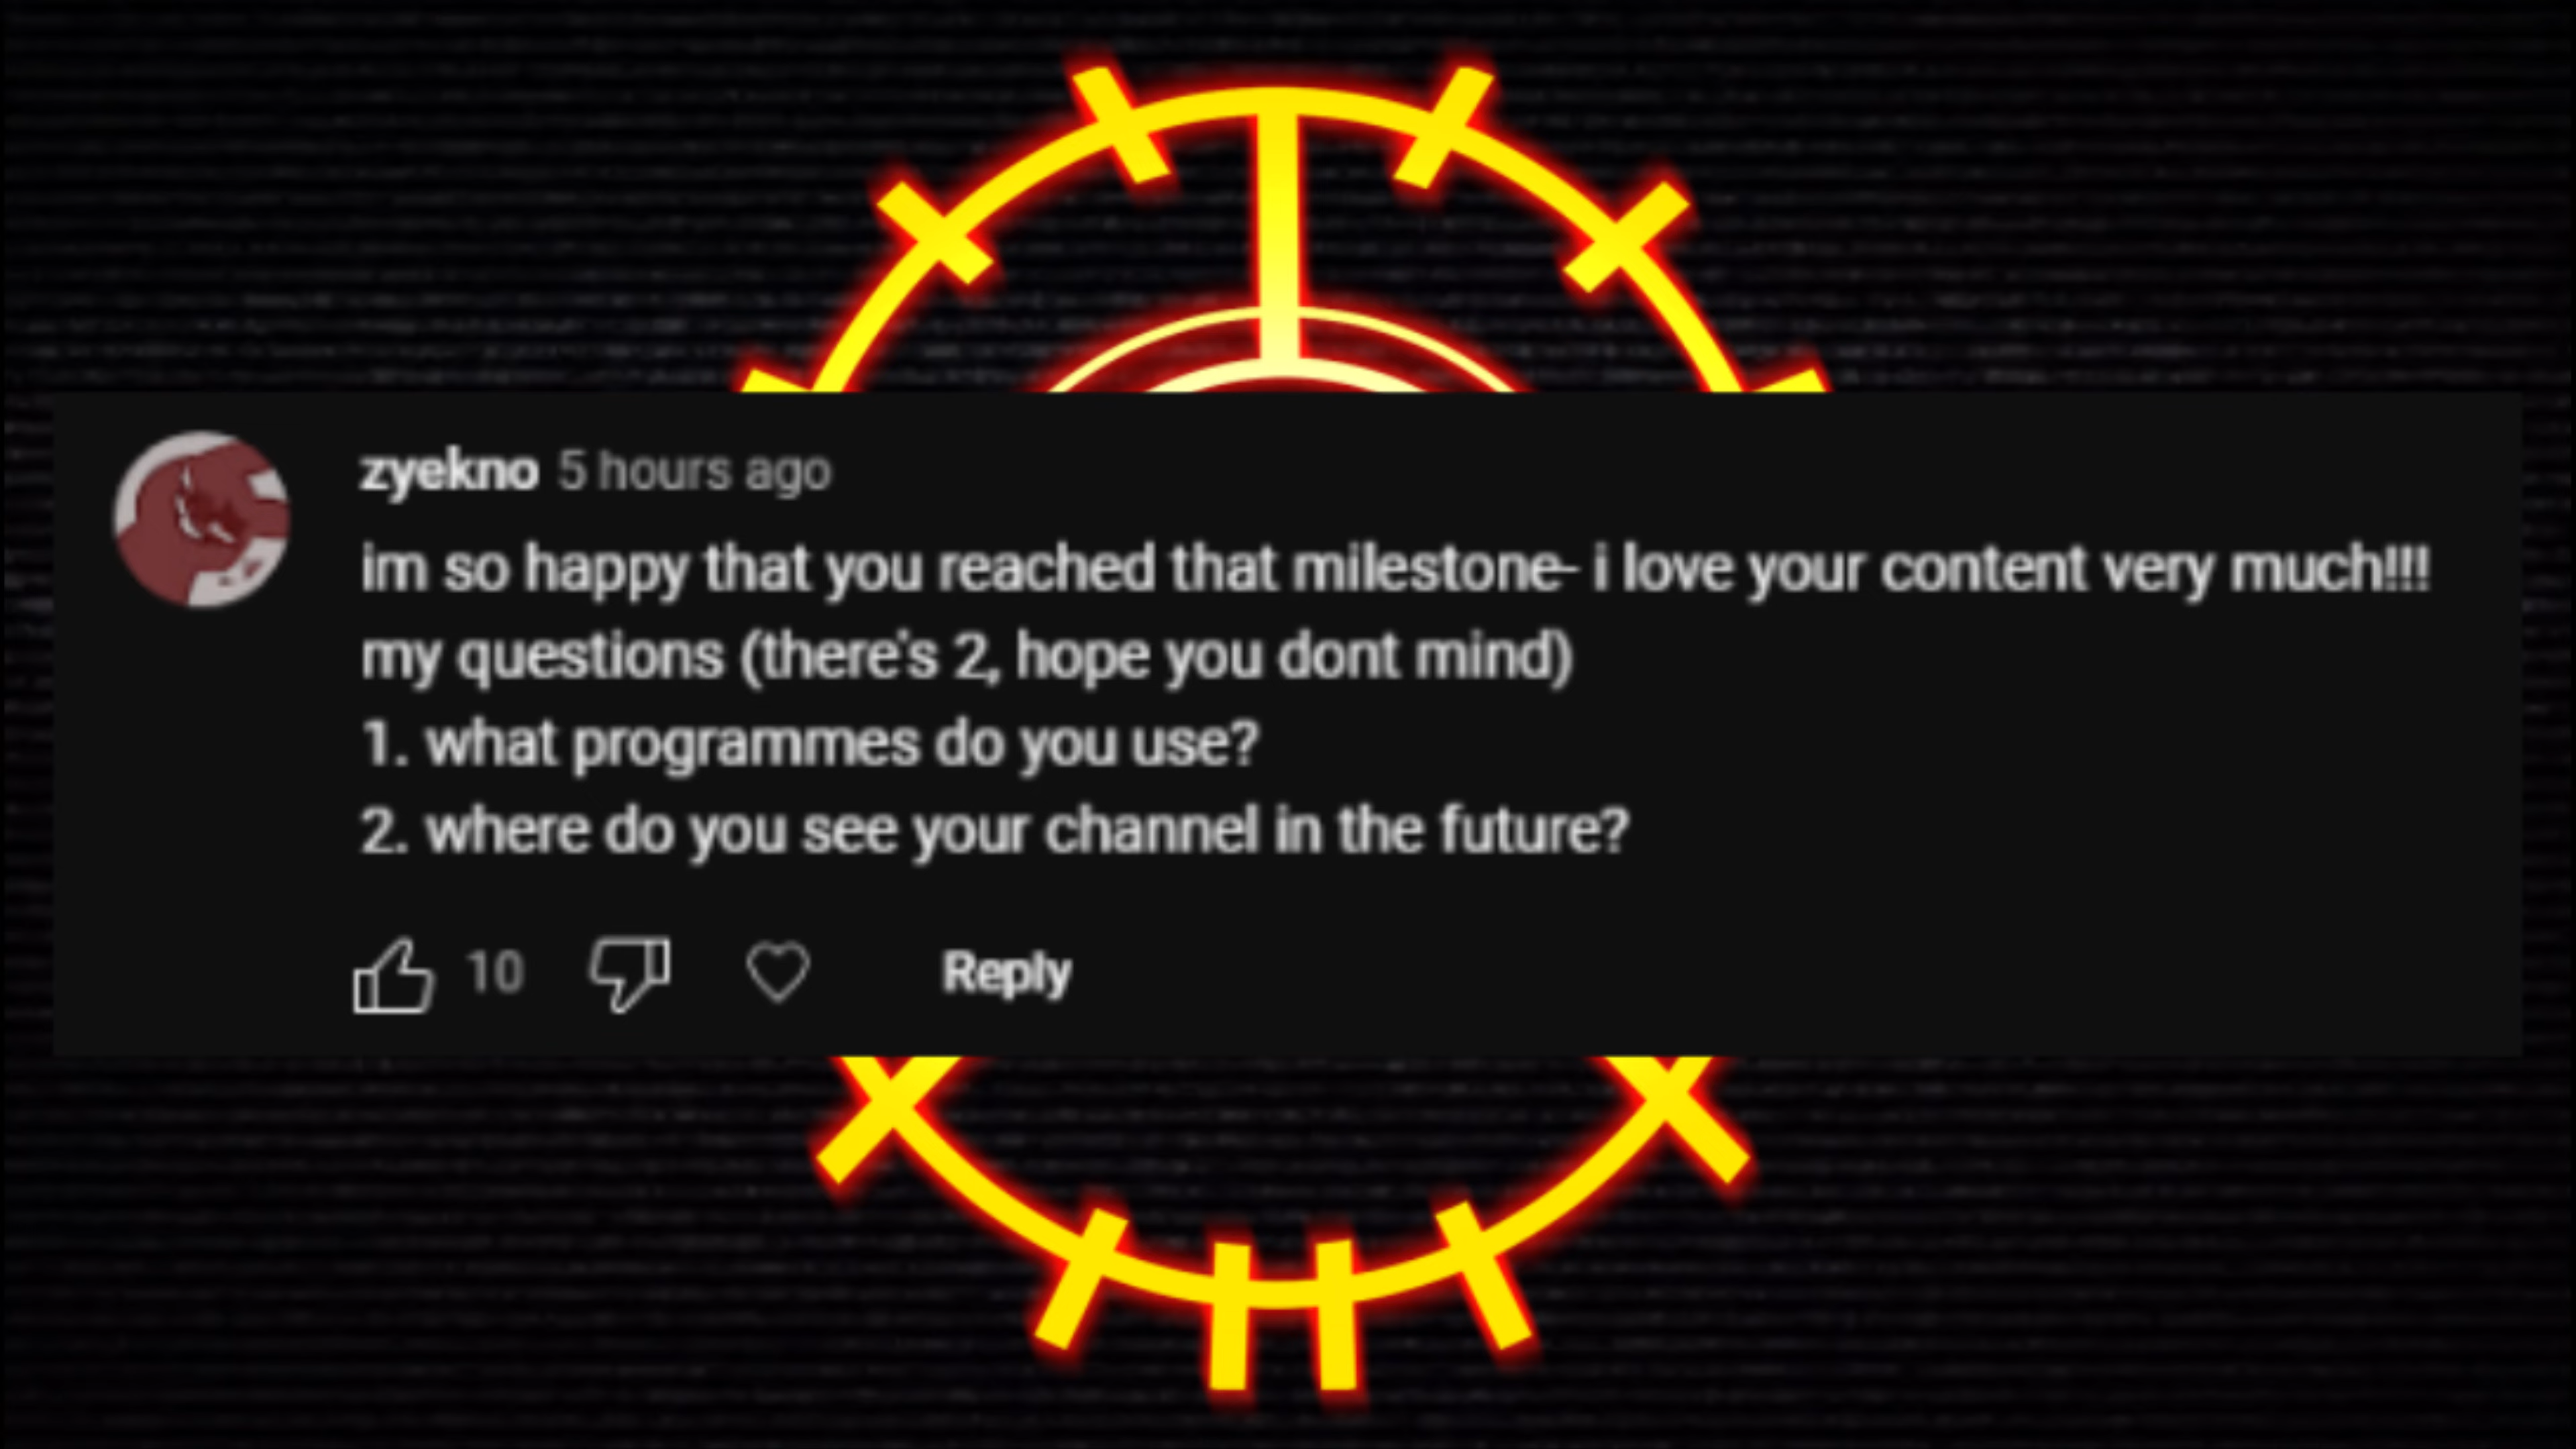 zyekno 5 hours ago
im so happy that you reached that milestone- i love your content very much!!!
my questions (there's 2, hope you dont mind)
1. what programmes do you use?
2. where do you see your channel in the future?
10 Reply